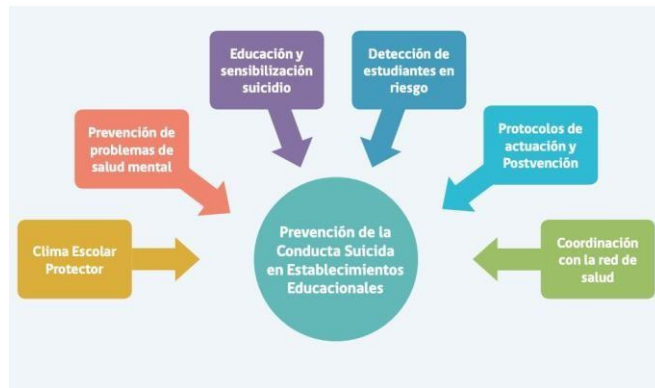 Educación y
sensibilización
suicidio
Detección de
estudiantes en
riesgo
Prevención de
problemas de
salud mental
Protocolos de
actuación y
Postvención
Clima Escolar
Protector
Prevención de la
Conducta Suicida
en Establecimientos
Educacionales
Coordinación
con la red de
salud